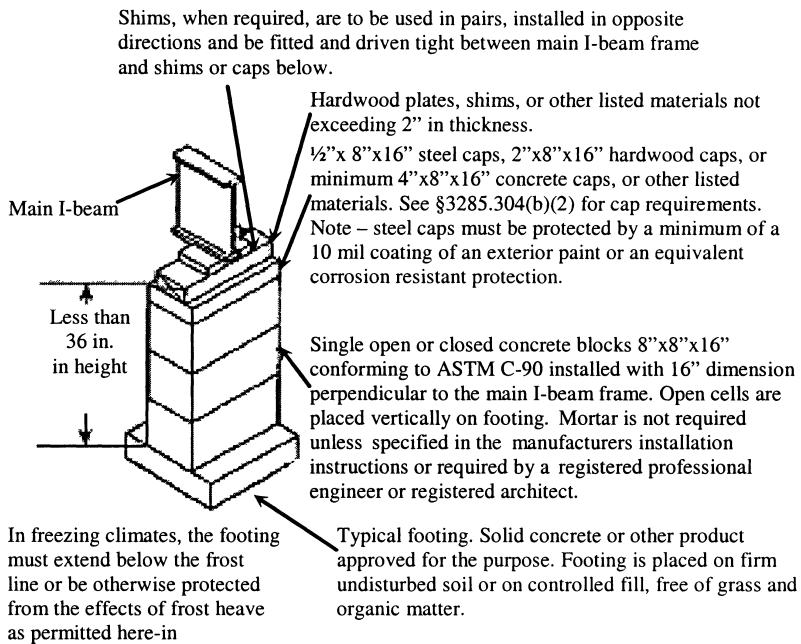 Shims, when required, are to be used in pairs, installed in opposite
directions and be fitted and driven tight between main I-beam frame
and shims or caps below.
Hardwood plates, shims, or other listed materials not
exceeding 2” in thickness.
½”x 8”x16” steel caps, 2”x8”x16” hardwood caps, or
minimum 4”x8”x16” concrete caps, or other listed
materials. See §3285.304(b)(2) for cap requirements.
Note – steel caps must be protected by a minimum of a
10 mil coating of an exterior paint or an equivalent
corrosion resistant protection.
Main I-beam
Less than
36 in.
in height
Single open or closed concrete blocks 8”x8”x16”
conforming to ASTM C-90 installed with 16” dimension
perpendicular to the main I-beam frame. Open cells are
placed vertically on footing. Mortar is not required
unless specified in the manufacturers installation
instructions or required by a registered professional
engineer or registered architect.
In freezing climates, the footing
must extend below the frost
line or be otherwise protected
from the effects of frost heave
as permitted here-in
Typical footing. Solid concrete or other product
approved for the purpose. Footing is placed on firm
undisturbed soil or on controlled fill, free of grass and
organic matter.